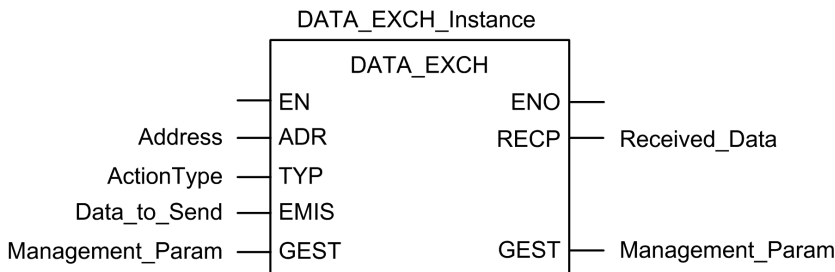 DATA_EXCH_Instance
DATA_EXCH
EN ENO
Address ADR RECP Received_Data
ActionType TYP
Data_to_Send EMIS
Management_Param GEST GEST Management_Param